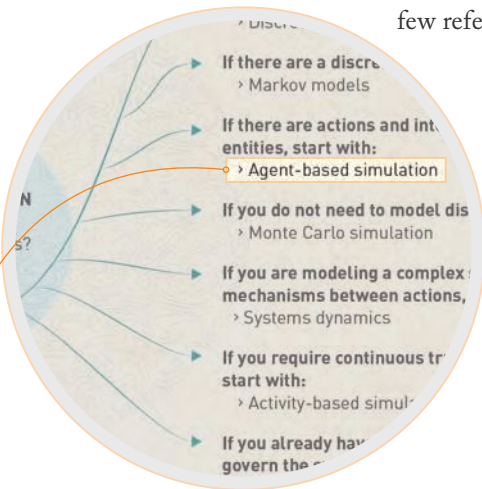 few refe
› Discre
If there are a discre
› Markov models
If there are actions and int
entities, start with:
› Agent-based simulation
N
If you do not need to model dis
s?
› Monte Carlo simulation
If you are modeling a complex
mechanisms between actions,
› Systems dynamics
If you require continuous tr
start with:
› Activity-based simul
If you already hav
govern the